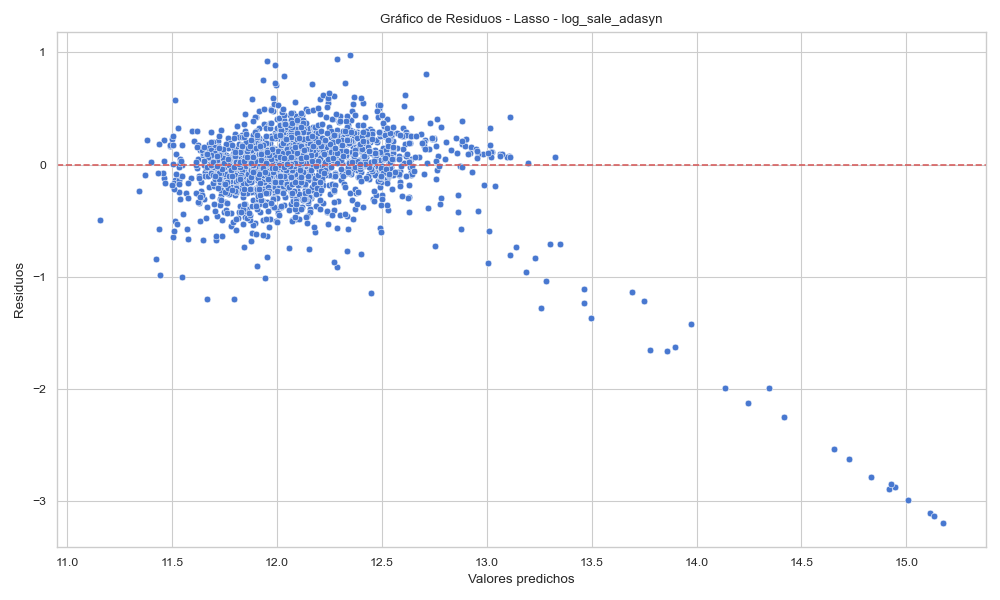 Gráfico de Residuos - Lasso - log_sale_adasyn
Residuos
1
0
−1
−2
−3
11.0 11.5 12.0 12.5 13.0 13.5 14.0 14.5 15.0
Valores predichos